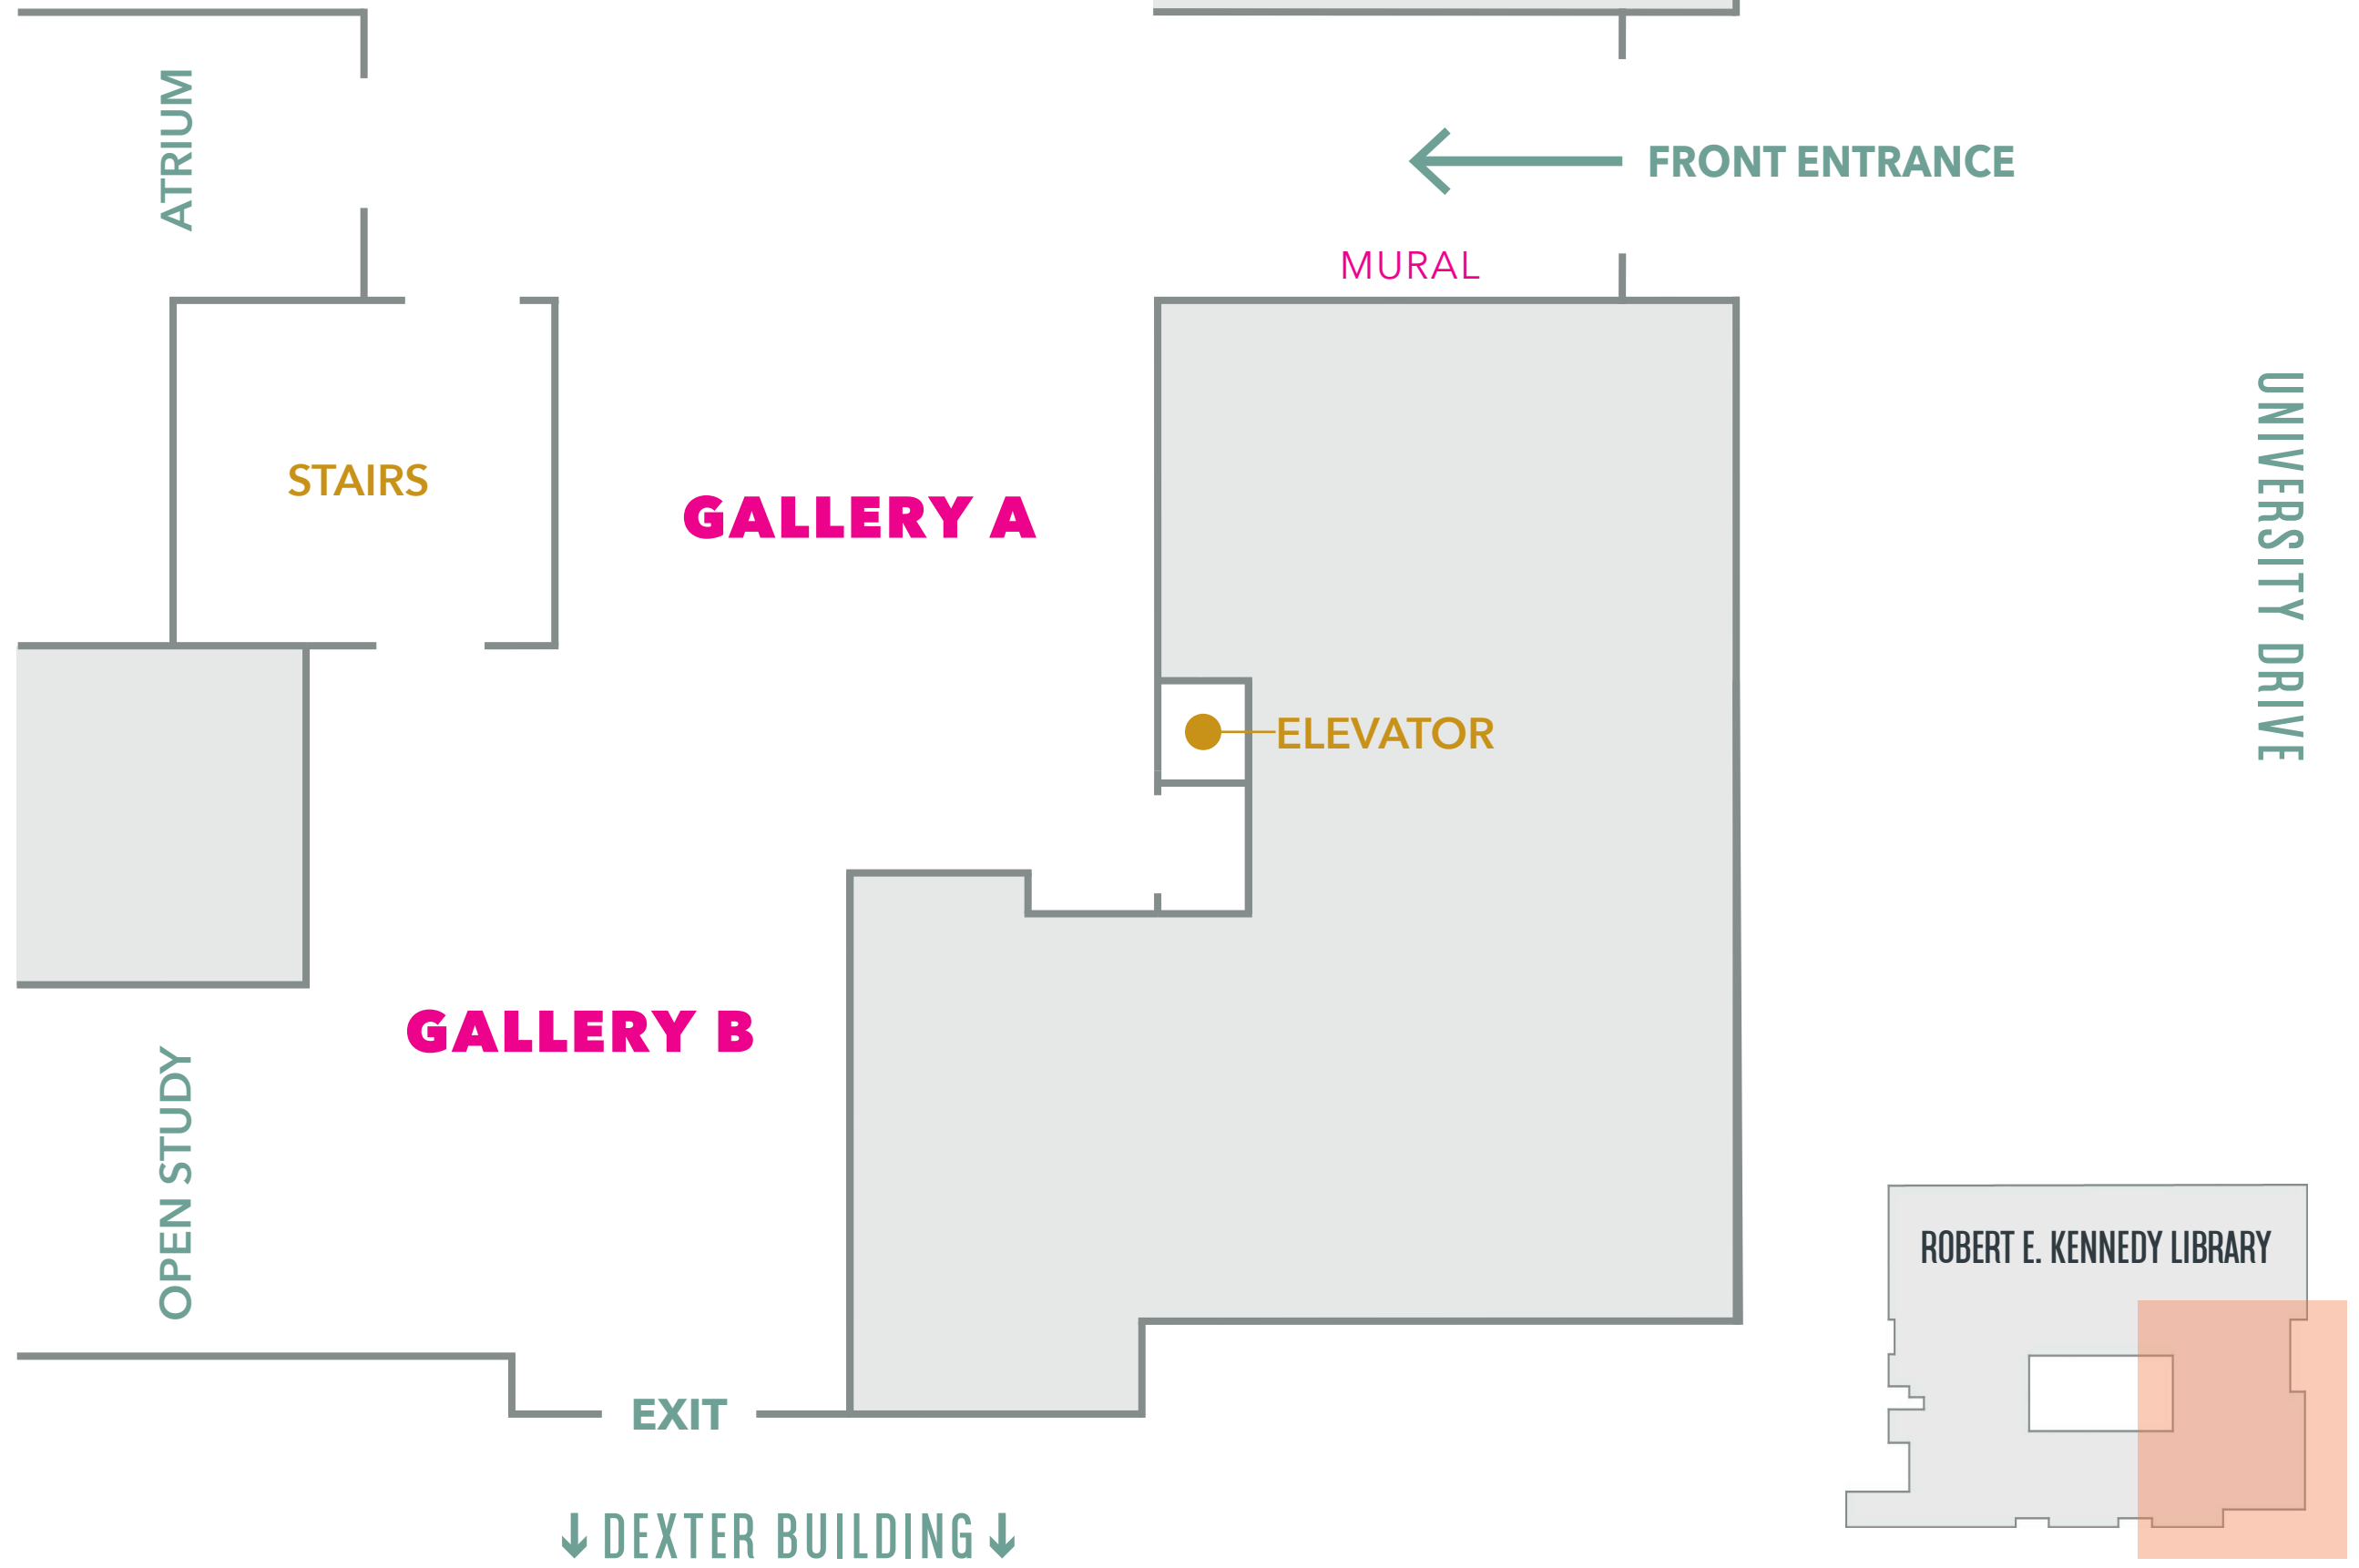 ATRIUM
FRONT ENTRANCE
MURAL
STAIRS
GALLERY A
UNIVERSITY DRIVE
ELEVATOR
GALLERY B
OPEN STUDY
ROBERT E. KENNEDY LIBRARY
EXIT
↓ DEXTER BUILDING ↓